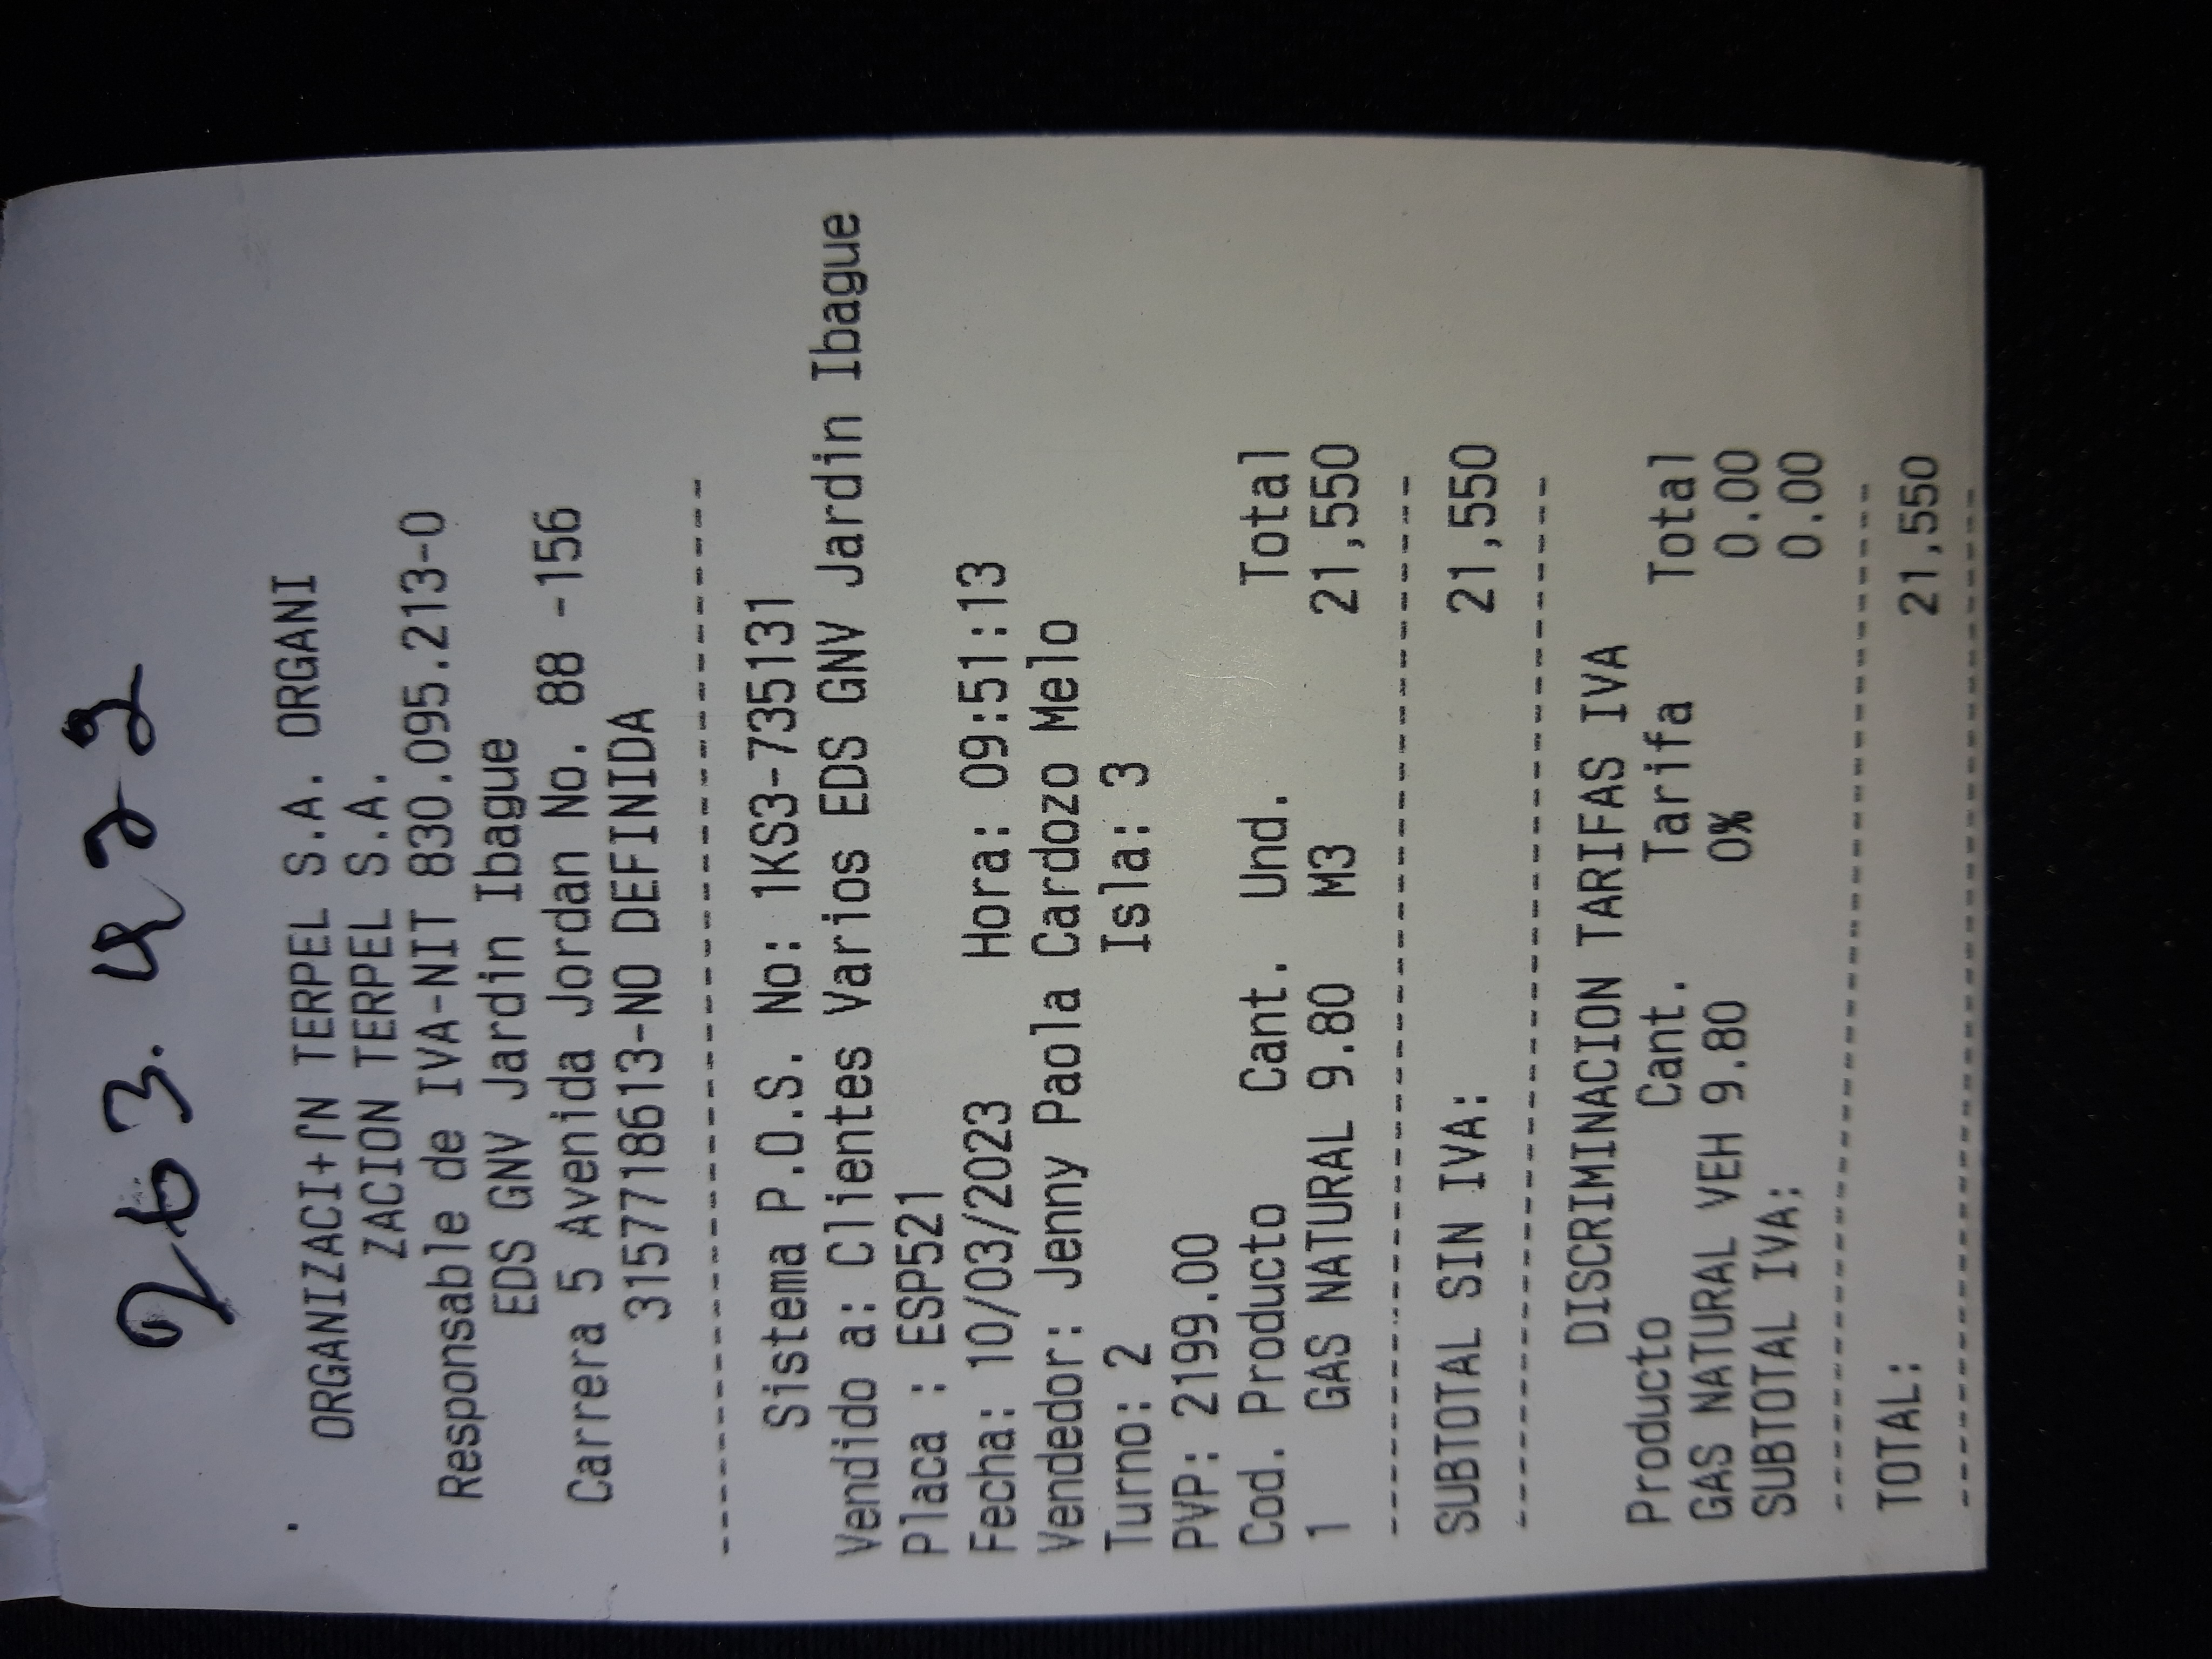 263.422
ORGANIZACI+ſN TERPEL S.A. ORGANI
ZACION TERPEL S.A.
Responsable de IVA-NIT 830.095.213-0
EDS GNV Jardin Ibague
Carrera 5 Avenida Jordan No. 88 -156
3157718613-NO DEFINIDA
--------------------------------
Sistema P.O.S. No: 1KS3-735131
Vendido a: Clientes Varios EDS GNV Jardin Ibague
Placa : ESP521
Fecha: 10/03/2023 Hora: 09:51:13
Vendedor: Jenny Paola Cardozo Melo
Turno: 2 Isla: 3
PVP: 2199.00
Cod. Producto Cant. Und. Total
1 GAS NATURAL 9.80 M3 21,550
--------------------------------
SUBTOTAL SIN IVA: 21,550
--------------------------------
DISCRIMINACION TARIFAS IVA
Producto Cant. Tarifa Total
GAS NATURAL VEH 9.80 0% 0.00
SUBTOTAL IVA: 0.00
--------------------------------
TOTAL: 21,550
--------------------------------